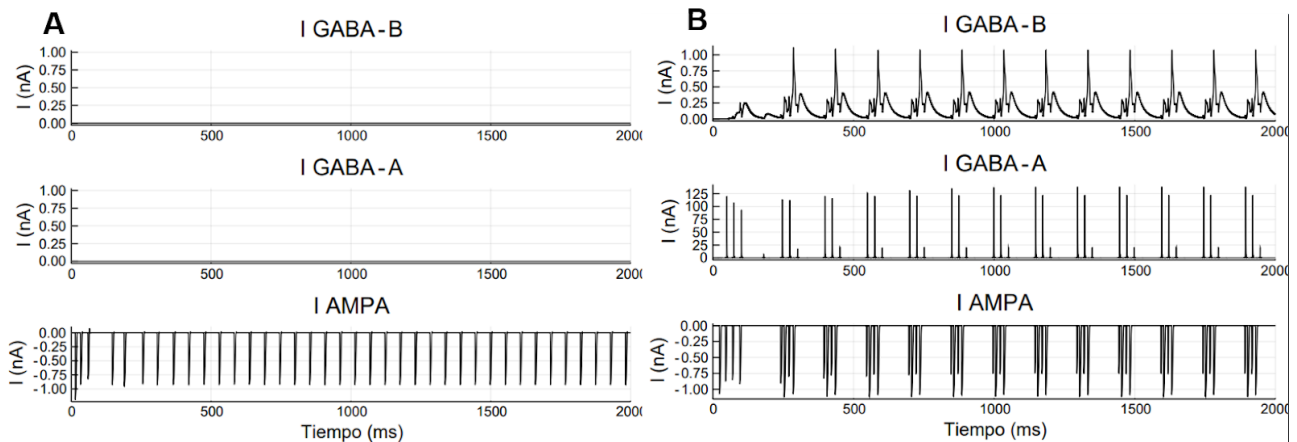 A
I GABA-B
I (nA)
1.00
0.75
0.50
0.25
0.00
0 500 1000 1500 2000
I GABA-A
I (nA)
1.00
0.75
0.50
0.25
0.00
0 500 1000 1500 2000
I AMPA
I (nA)
0.00
-0.25
-0.50
-0.75
-1.00
0 500 1000 1500 2000
Tiempo (ms)
B
I GABA-B
I (nA)
1.00
0.75
0.50
0.25
0.00
0 500 1000 1500 2000
I GABA-A
I (nA)
125
100
75
50
25
0
0 500 1000 1500 2000
I AMPA
I (nA)
0.00
-0.25
-0.50
-0.75
-1.00
0 500 1000 1500 2000
Tiempo (ms)